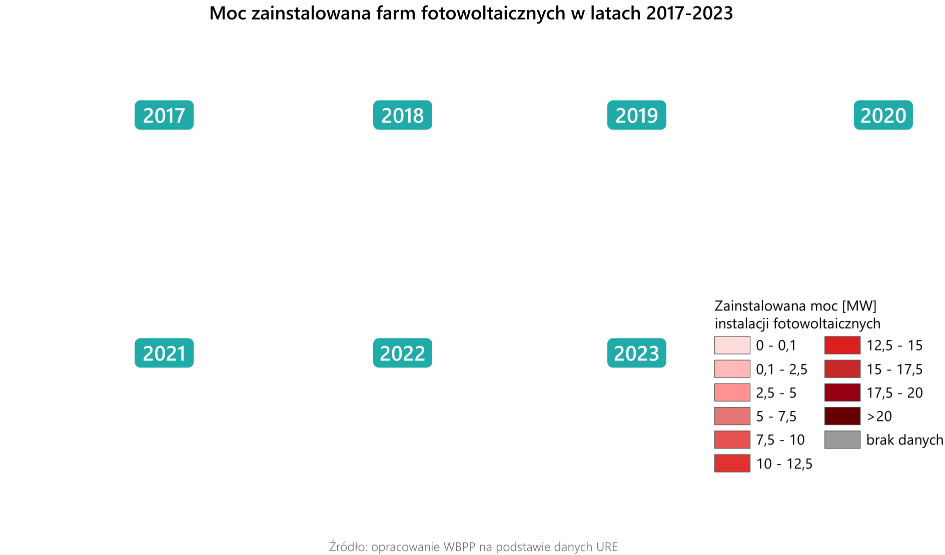 Moc zainstalowana farm fotowoltaicznych w latach 2017-2023
2017
2018
2019
2020
2021
2022
2023
Zainstalowana moc [MW]
instalacji fotowoltaicznych
0 - 0,1
0,1 - 2,5
2,5 - 5
5 - 7,5
7,5 - 10
10 - 12,5
12,5 - 15
15 - 17,5
17,5 - 20
>20
brak danych
Źródło: opracowanie WBPP na podstawie danych URE